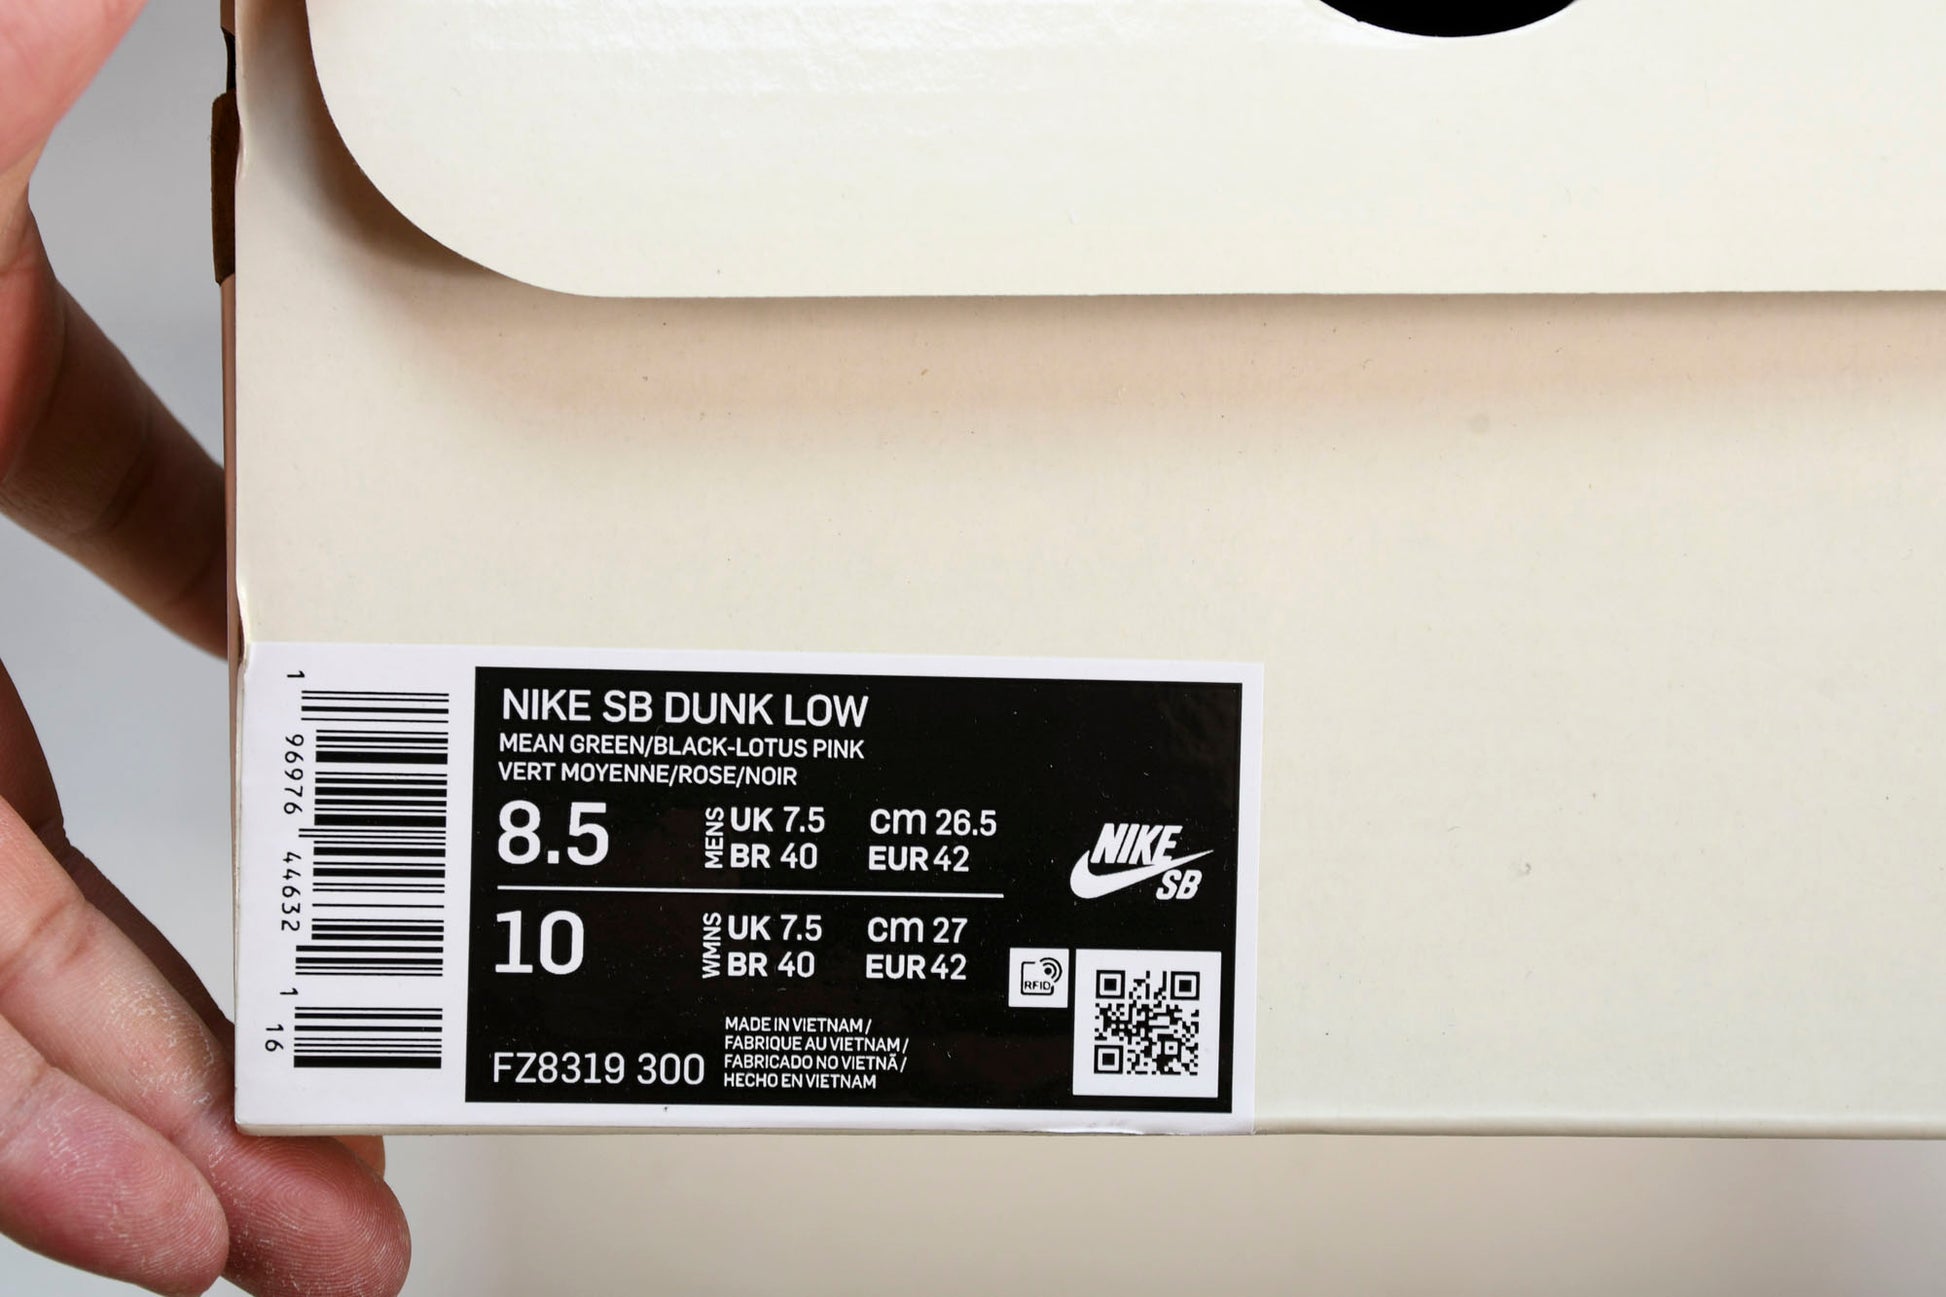 NIKE SB DUNK LOW
MEAN GREEN/BLACK-LOTUS PINK
VERT MOYENNE/ROSE/NOIR
8.5 MENS UK 7.5 cm 26.5
BR 40 EUR 42
10 WMNS UK 7.5 cm 27
BR 40 EUR 42
NIKE
SB
RFID
MADE IN VIETNAM/
FABRIQUE AU VIETNAM/
FABRICADO NO VIETNÃ/
HECHO EN VIETNAM
FZ8319 300
1 96976 44632 1 16